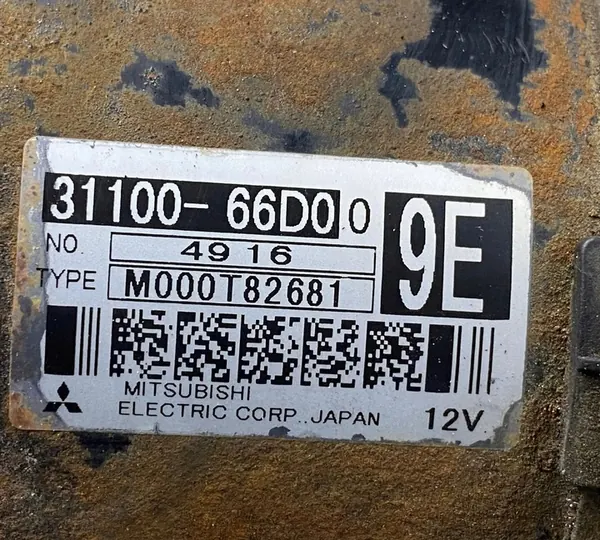 31100-66D00 9E
NO. 4916
TYPE M000T82681
MITSUBISHI
ELECTRIC CORP., JAPAN 12V